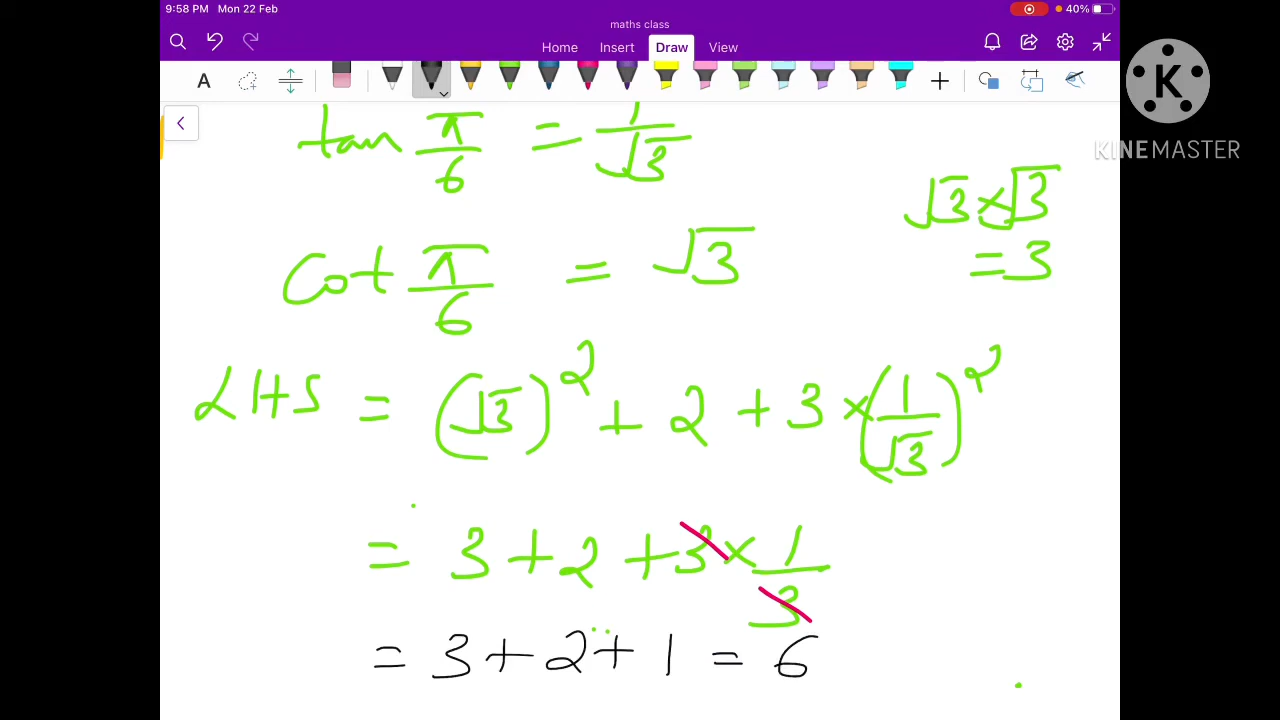 9:58 PM Mon 22 Feb
40%
maths class
Home Insert Draw View
A
K
KINEMASTER
tan π/6 = 1/√3
√3 × √3
= 3
cot π/6 = √3
LHS = (√3)² + 2 + 3 × (1/√3)²
= 3 + 2 + 3 × 1/3
= 3 + 2 + 1 = 6